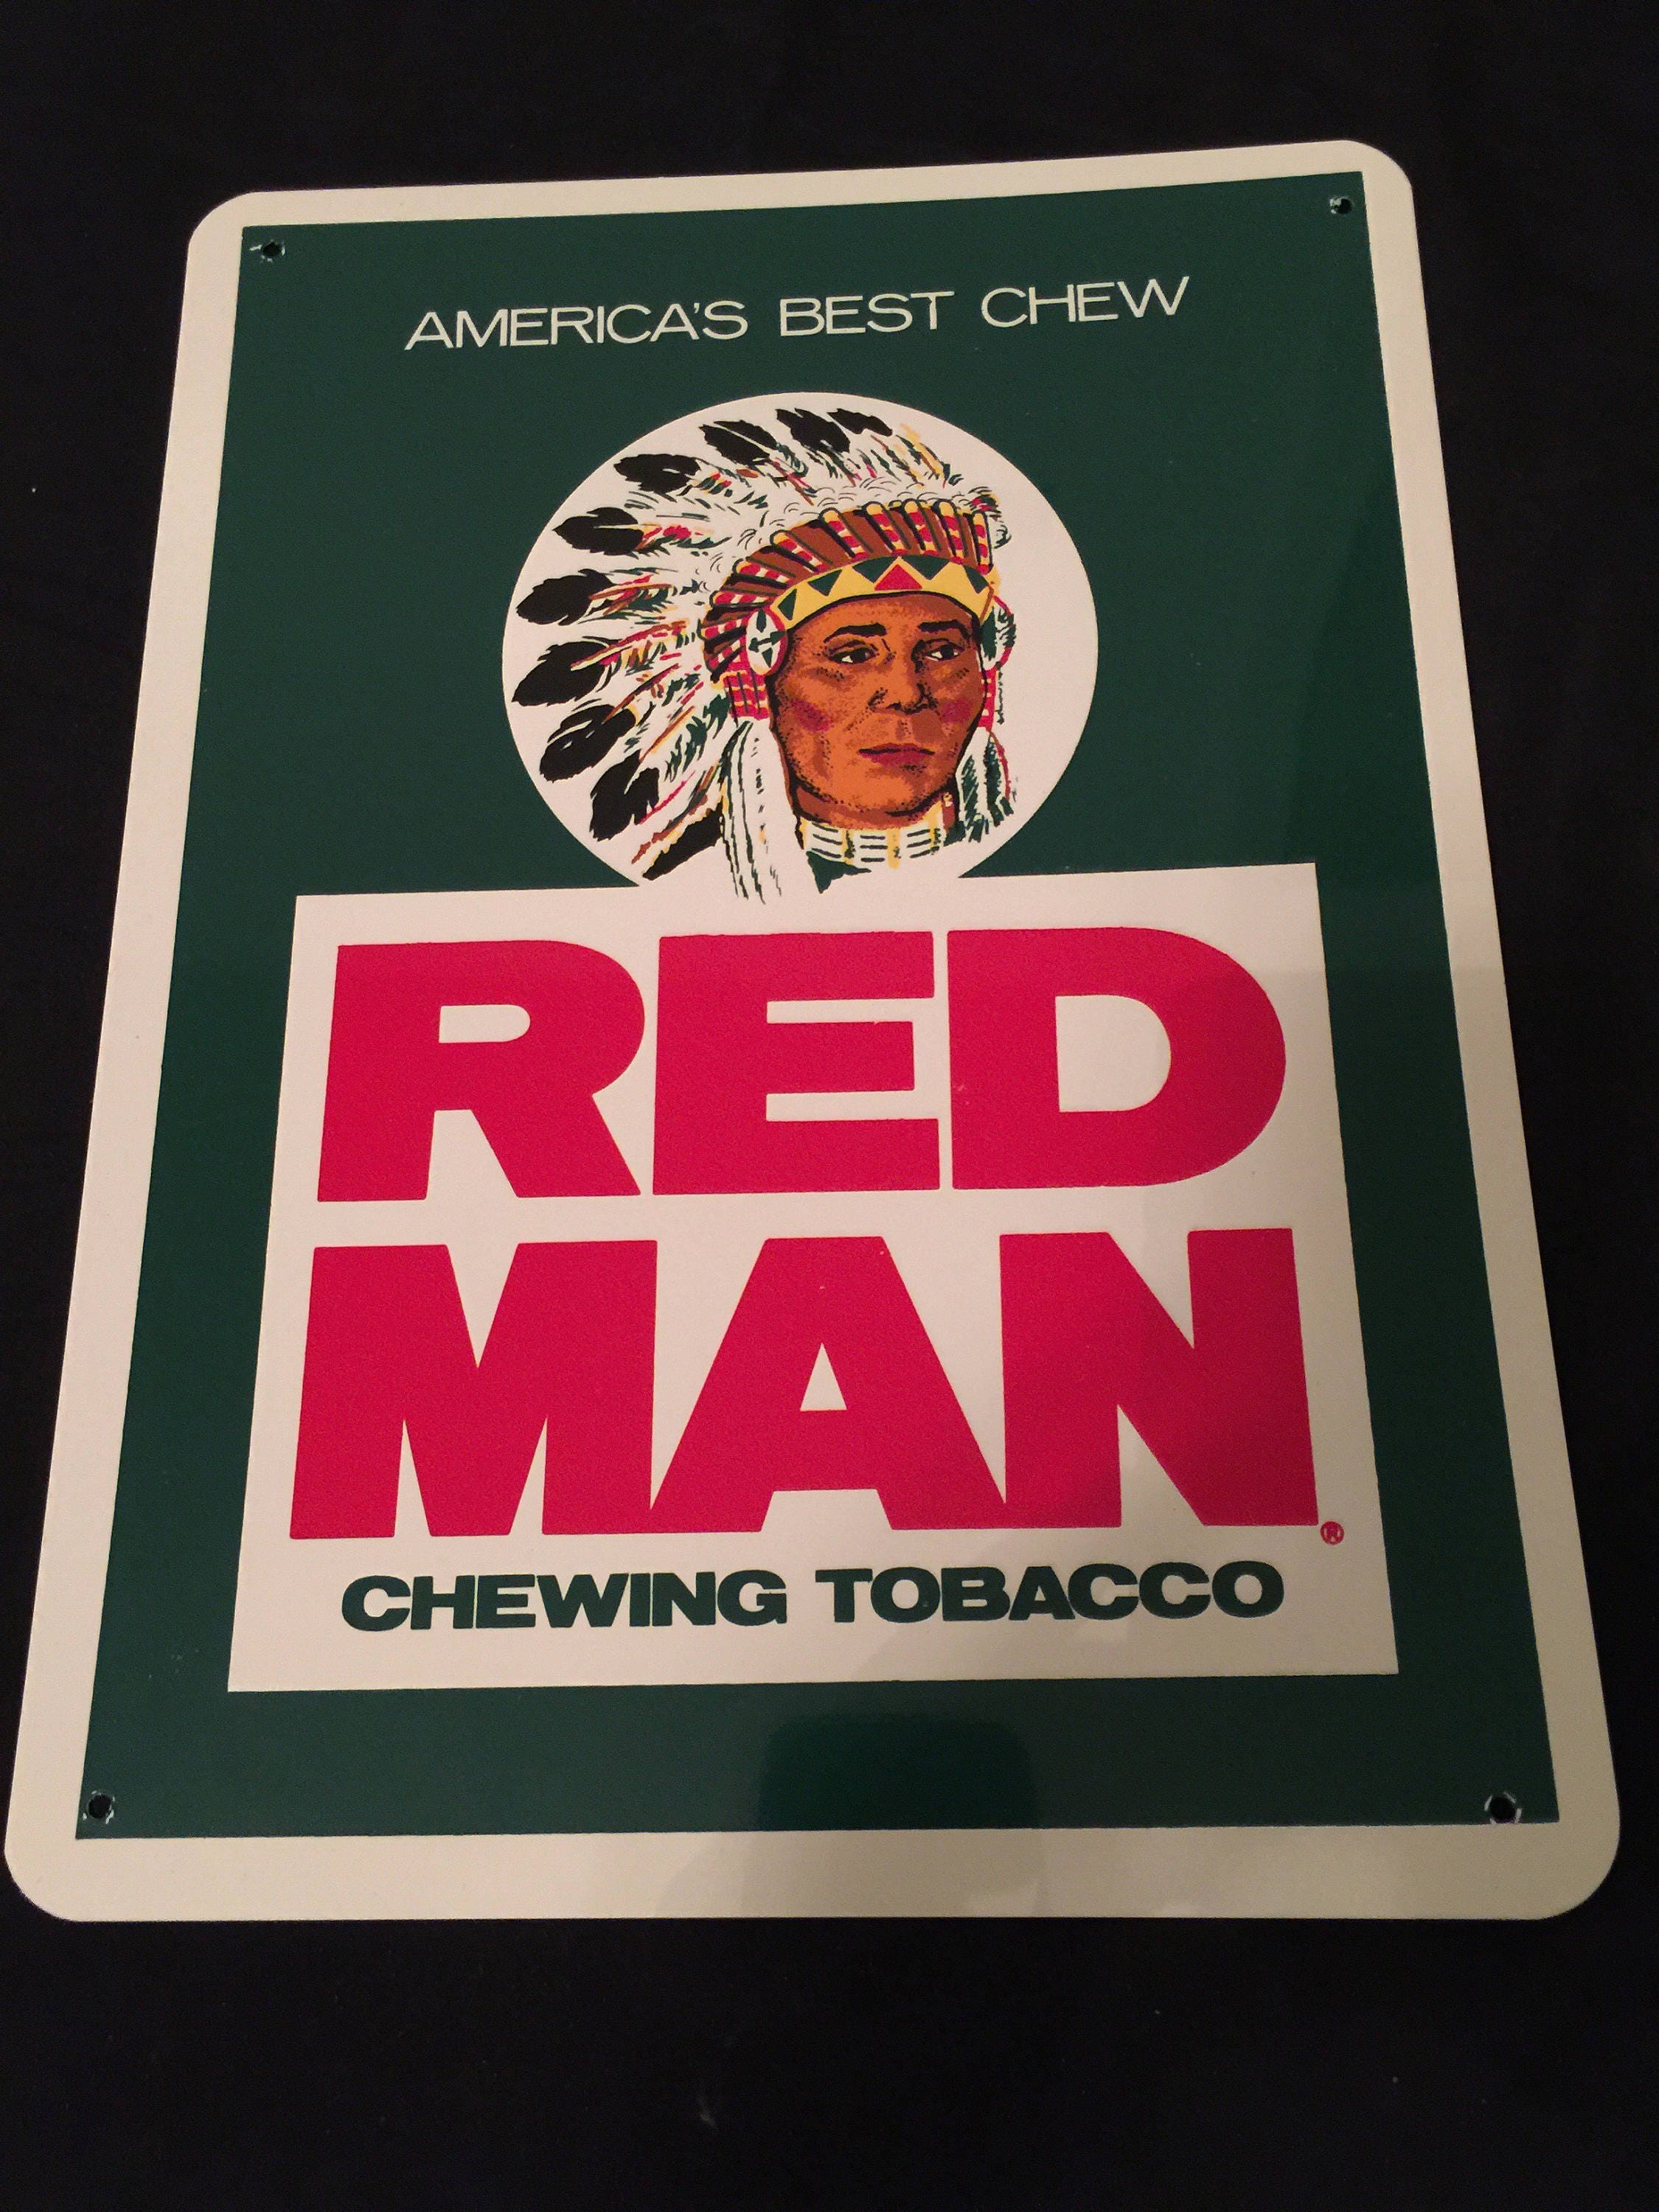 AMERICA'S BEST CHEW
RED
MAN®
CHEWING TOBACCO